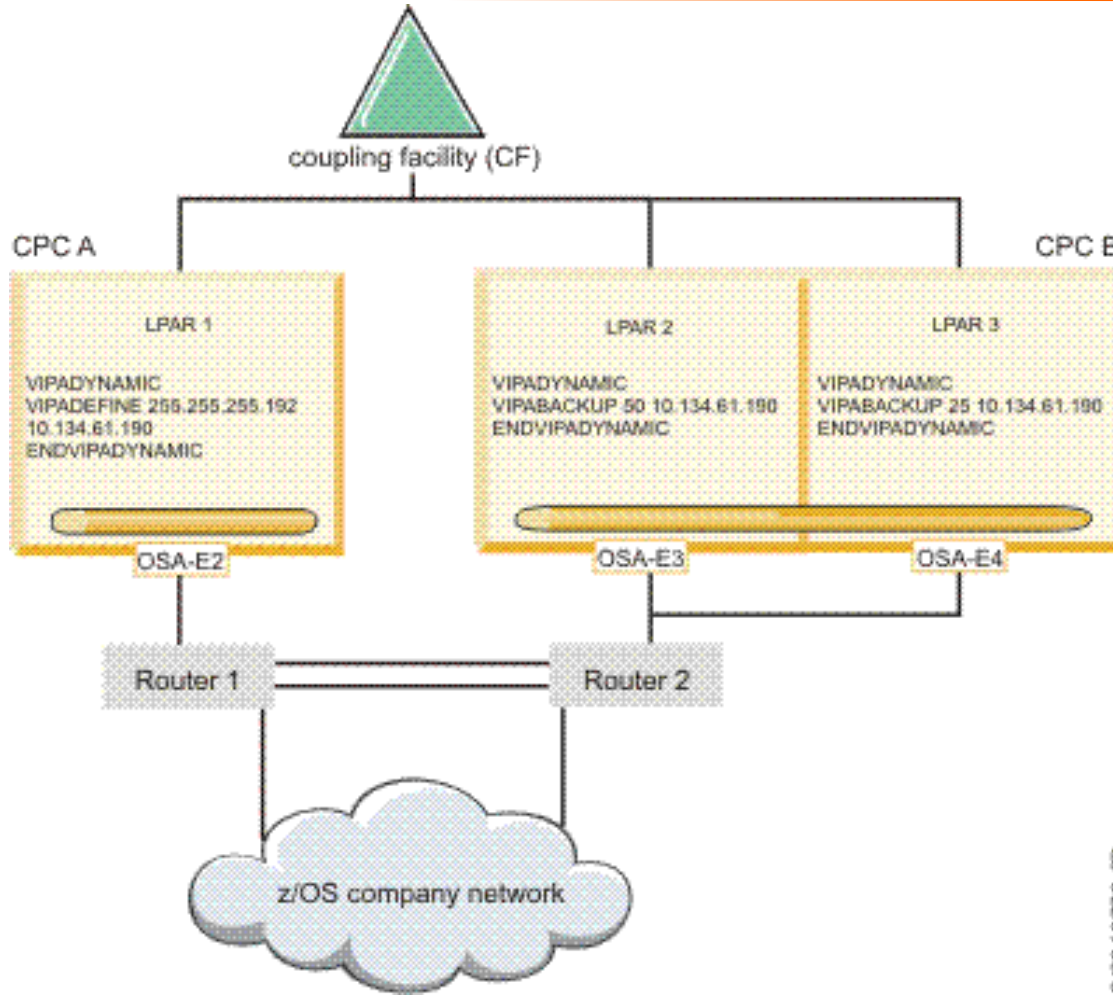 coupling facility (CF)
CPC A
CPC B
LPAR 1
VIPADYNAMIC
VIPADEFINE 255.255.255.192
10.134.61.190
ENDVIPADYNAMIC
LPAR 2
VIPADYNAMIC
VIPABACKUP 50 10.134.61.190
ENDVIPADYNAMIC
LPAR 3
VIPADYNAMIC
VIPABACKUP 25 10.134.61.190
ENDVIPADYNAMIC
OSA-E2
OSA-E3
OSA-E4
Router 1
Router 2
z/OS company network